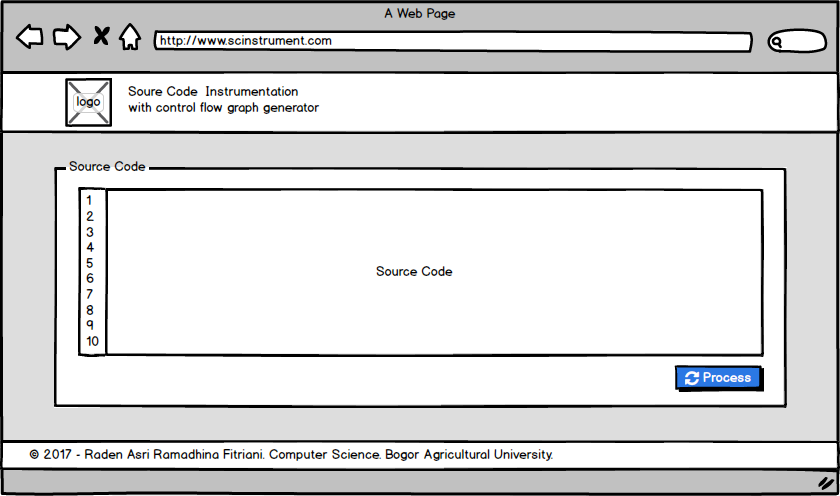 A Web Page
http://www.scinstrument.com
logo
Soure Code Instrumentation
with control flow graph generator
Source Code
1
2
3
4
5
6
7
8
9
10
Source Code
Process
© 2017 - Raden Asri Ramadhina Fitriani. Computer Science. Bogor Agricultural University.